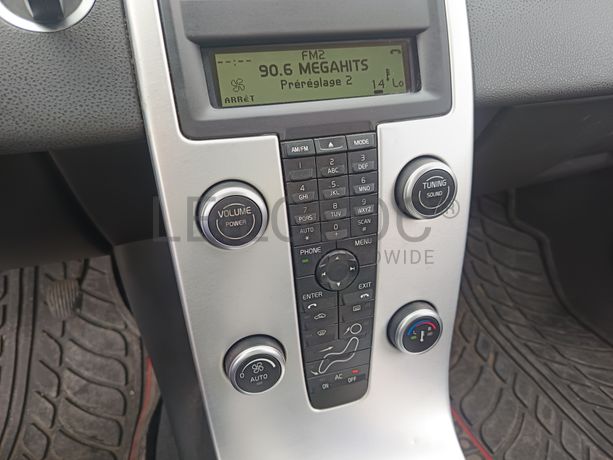 FM2
90.6 MEGAHITS
Préréglage 2
14° Lo
ARRÊT
AM/FM
MODE
1 2 ABC 3 DEF
4 GHI 5 JKL 6 MNO
7 PQRS 8 TUV 9 WXYZ
AUTO * 0 + SCAN #
VOLUME
POWER
TUNING
SOUND
PHONE MENU
ENTER EXIT
0 AUTO
ON AC OFF
®
WORLDWIDE